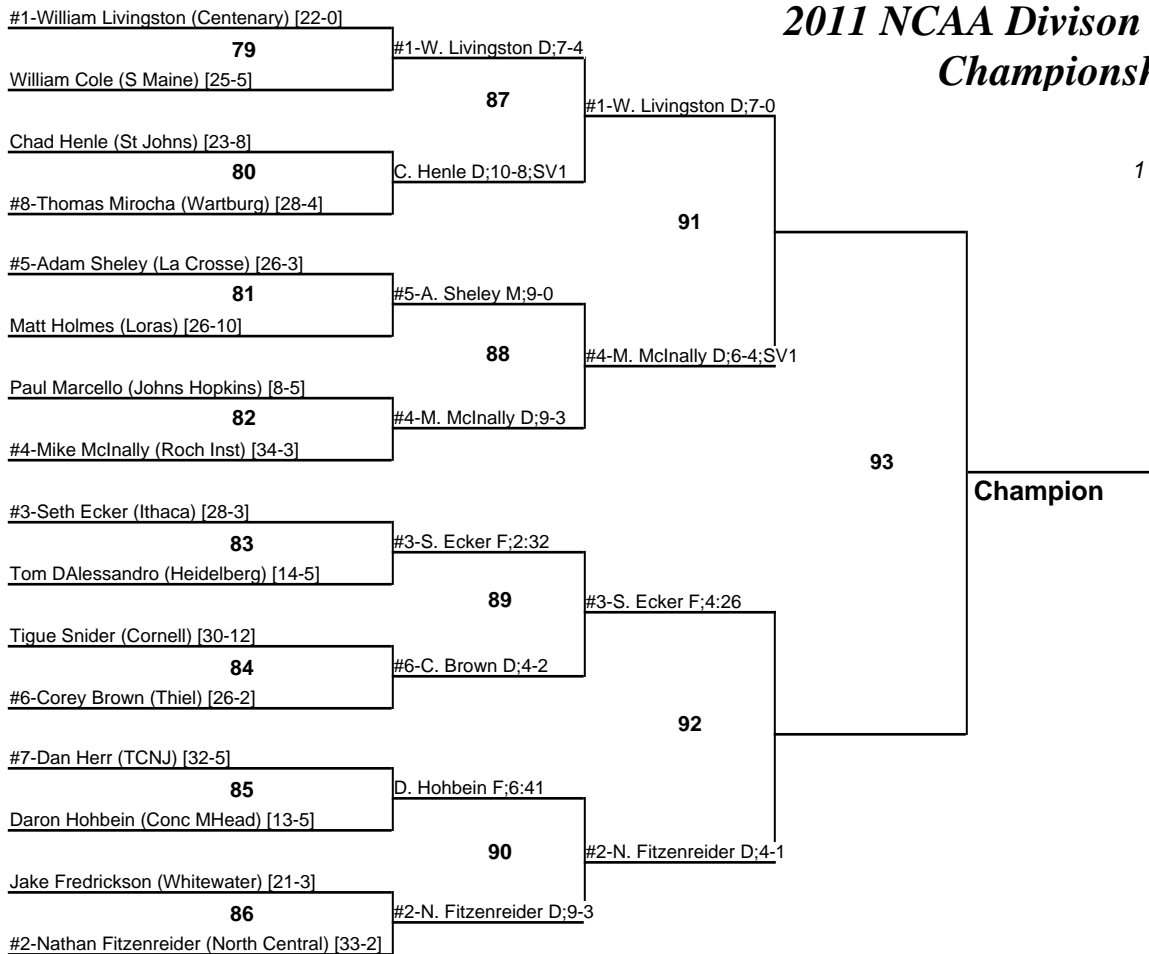 2011 NCAA Divison
Championsh
1
#1-William Livingston (Centenary) [22-0]
79
William Cole (S Maine) [25-5]
#1-W. Livingston D;7-4
87
#1-W. Livingston D;7-0
Chad Henle (St Johns) [23-8]
80
#8-Thomas Mirocha (Wartburg) [28-4]
C. Henle D;10-8;SV1
91
#5-Adam Sheley (La Crosse) [26-3]
81
Matt Holmes (Loras) [26-10]
#5-A. Sheley M;9-0
88
#4-M. McInally D;6-4;SV1
Paul Marcello (Johns Hopkins) [8-5]
82
#4-Mike McInally (Roch Inst) [34-3]
#4-M. McInally D;9-3
93
Champion
#3-Seth Ecker (Ithaca) [28-3]
83
Tom DAlessandro (Heidelberg) [14-5]
#3-S. Ecker F;2:32
89
#3-S. Ecker F;4:26
Tigue Snider (Cornell) [30-12]
84
#6-Corey Brown (Thiel) [26-2]
#6-C. Brown D;4-2
92
#7-Dan Herr (TCNJ) [32-5]
85
Daron Hohbein (Conc MHead) [13-5]
D. Hohbein F;6:41
90
#2-N. Fitzenreider D;4-1
Jake Fredrickson (Whitewater) [21-3]
86
#2-Nathan Fitzenreider (North Central) [33-2]
#2-N. Fitzenreider D;9-3